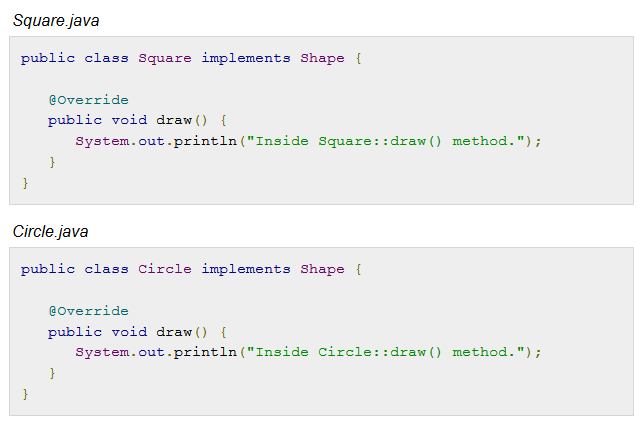 Square.java
public class Square implements Shape {
@Override
public void draw() {
System.out.println("Inside Square::draw() method.");
}
}
Circle.java
public class Circle implements Shape {
@Override
public void draw() {
System.out.println("Inside Circle::draw() method.");
}
}